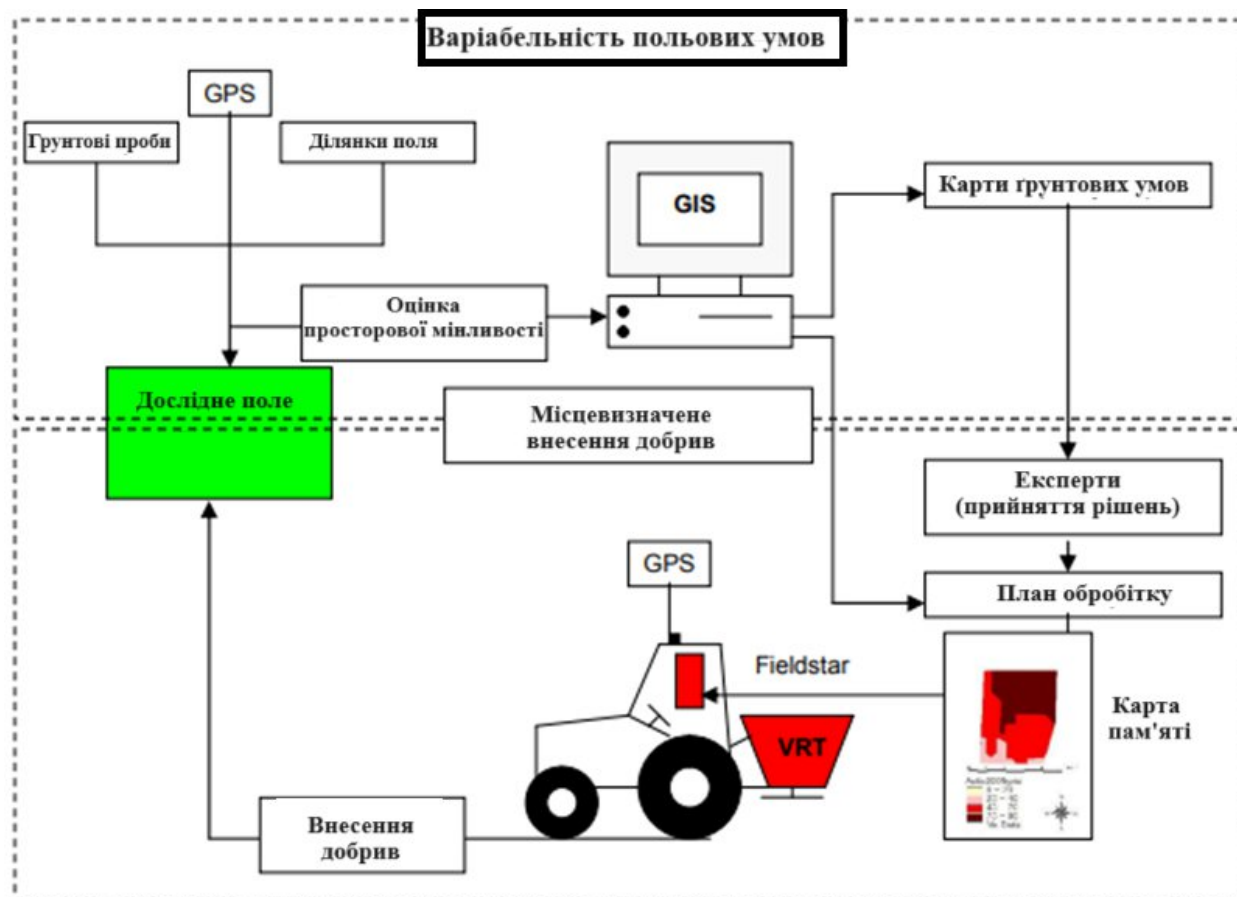 Варіабельність польових умов
GPS
Грунтові проби
Ділянки поля
GIS
Карти ґрунтових умов
Оцінка
просторової мінливості
Дослідне поле
Місцевизначене
внесення добрив
Експерти
(прийняття рішень)
GPS
План обробітку
Fieldstar
Карта
пам'яті
VRT
Внесення
добрив